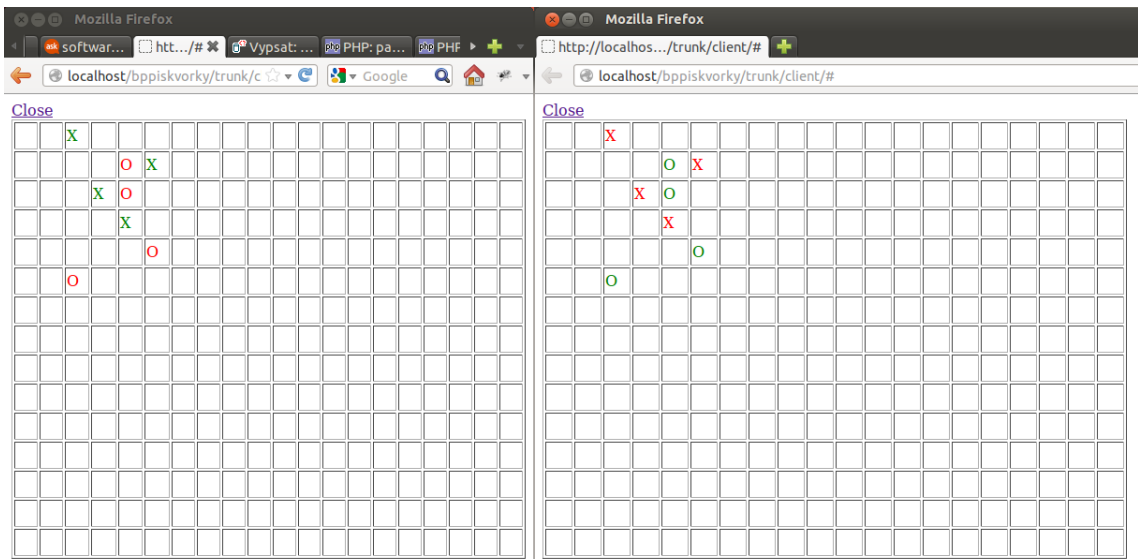 Mozilla Firefox
softwar... htt.../# Vypsat: ... PHP: pa... PHP
localhost/bppiskvorky/trunk/c Google
Close
X
O X
X O
X
O
O
Mozilla Firefox
http://localhos.../trunk/client/#
localhost/bppiskvorky/trunk/client/#
Close
X
O X
X O
X
O
O